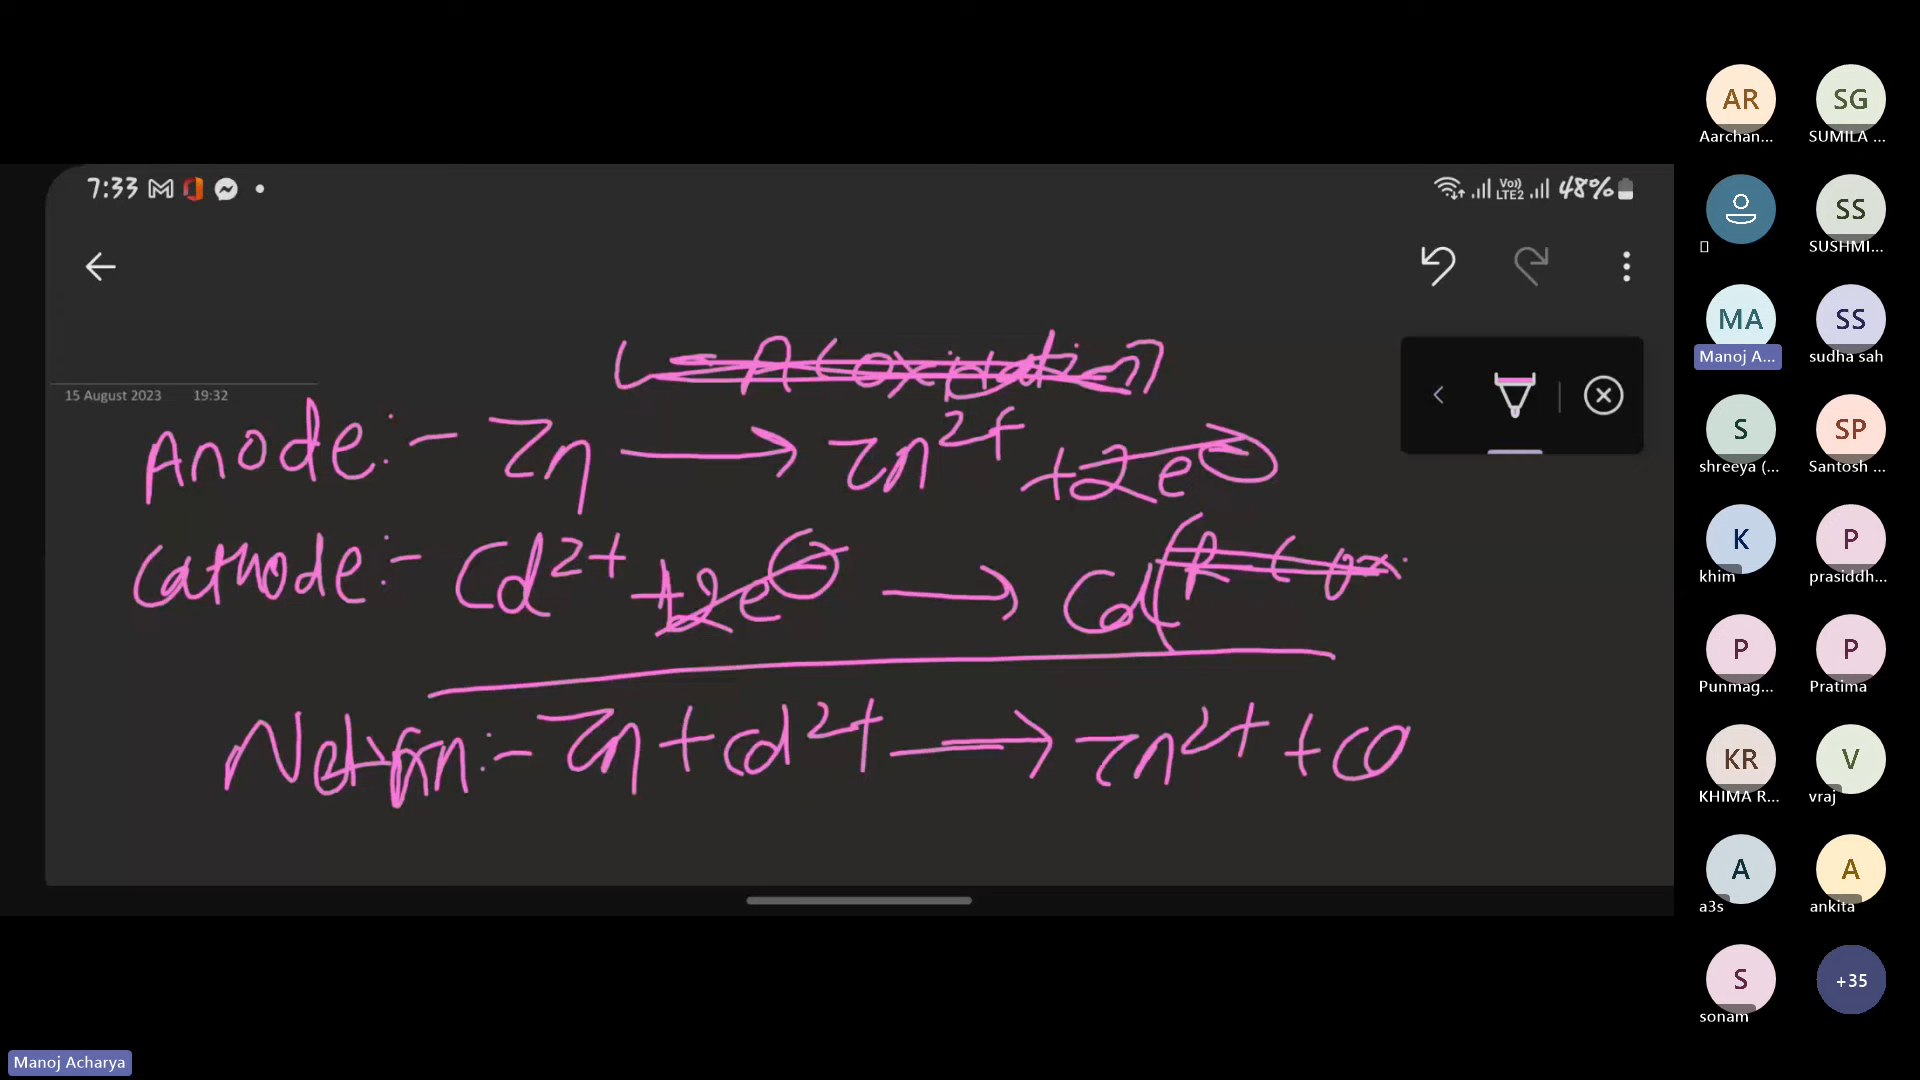 7:33
Vo)) LTE2 48%
15 August 2023 19:32
Anode:- Zn → Zn²⁺ +2e⊖
Cathode:- Cd²⁺ +2e⊖ → Cd
Net rxn:- Zn + Cd²⁺ → Zn²⁺ + Cd
AR
Aarchan...
SG
SUMILA ...
SS
SUSHMI...
MA
Manoj A...
SS
sudha sah
S
shreeya (...
SP
Santosh ...
K
khim
P
prasiddh...
P
Punmag...
P
Pratima
KR
KHIMA R...
V
vraj
A
a3s
A
ankita
S
sonam
+35
Manoj Acharya